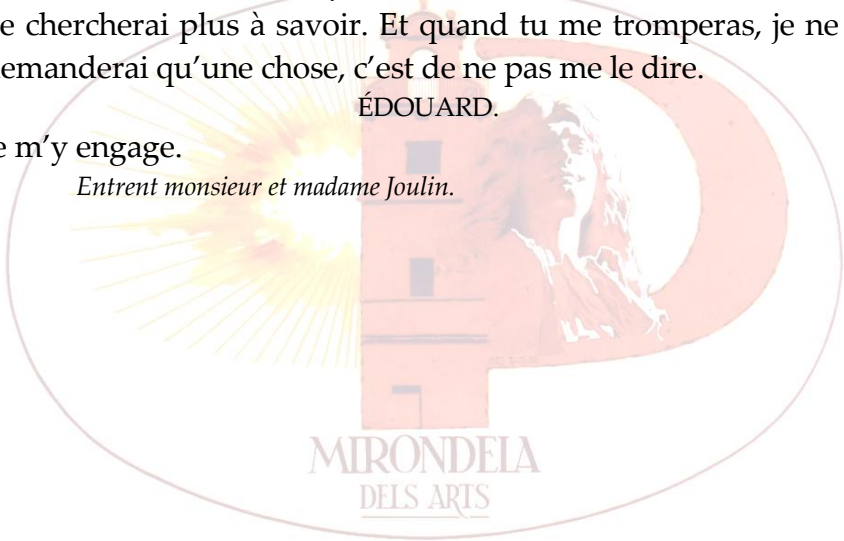 e chercherai plus à savoir. Et quand tu me tromperas, je ne
emanderai qu'une chose, c'est de ne pas me le dire.
ÉDOUARD.
e m'y engage.
Entrent monsieur et madame Joulin.
MIRONDELA
DELS ARTS